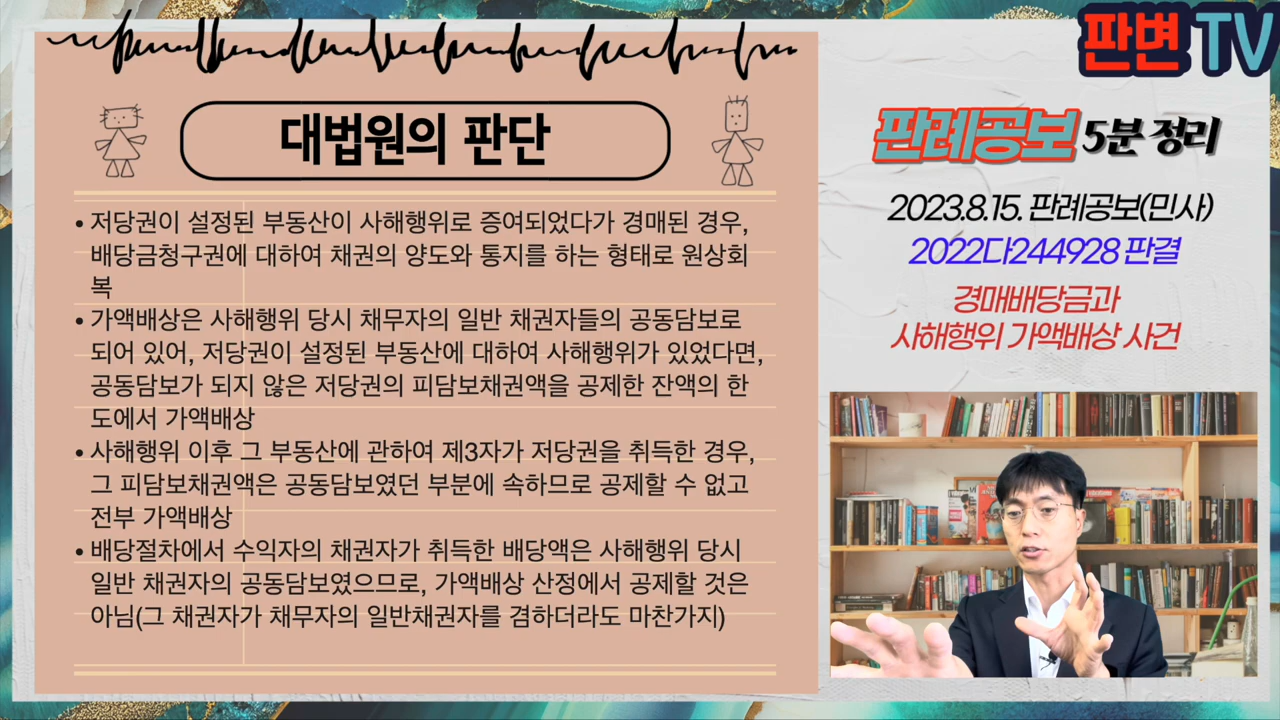 판변 TV
대법원의 판단
• 저당권이 설정된 부동산이 사해행위로 증여되었다가 경매된 경우,
배당금청구권에 대하여 채권의 양도와 통지를 하는 형태로 원상회
복
• 가액배상은 사해행위 당시 채무자의 일반 채권자들의 공동담보로
되어 있어, 저당권이 설정된 부동산에 대하여 사해행위가 있었다면,
공동담보가 되지 않은 저당권의 피담보채권액을 공제한 잔액의 한
도에서 가액배상
• 사해행위 이후 그 부동산에 관하여 제3자가 저당권을 취득한 경우,
그 피담보채권액은 공동담보였던 부분에 속하므로 공제할 수 없고
전부 가액배상
• 배당절차에서 수익자의 채권자가 취득한 배당액은 사해행위 당시
일반 채권자의 공동담보였으므로, 가액배상 산정에서 공제할 것은
아님(그 채권자가 채무자의 일반채권자를 겸하더라도 마찬가지)
판례공보 5분 정리
2023.8.15. 판례공보(민사)
2022다244928 판결
경매배당금과
사해행위 가액배상 사건